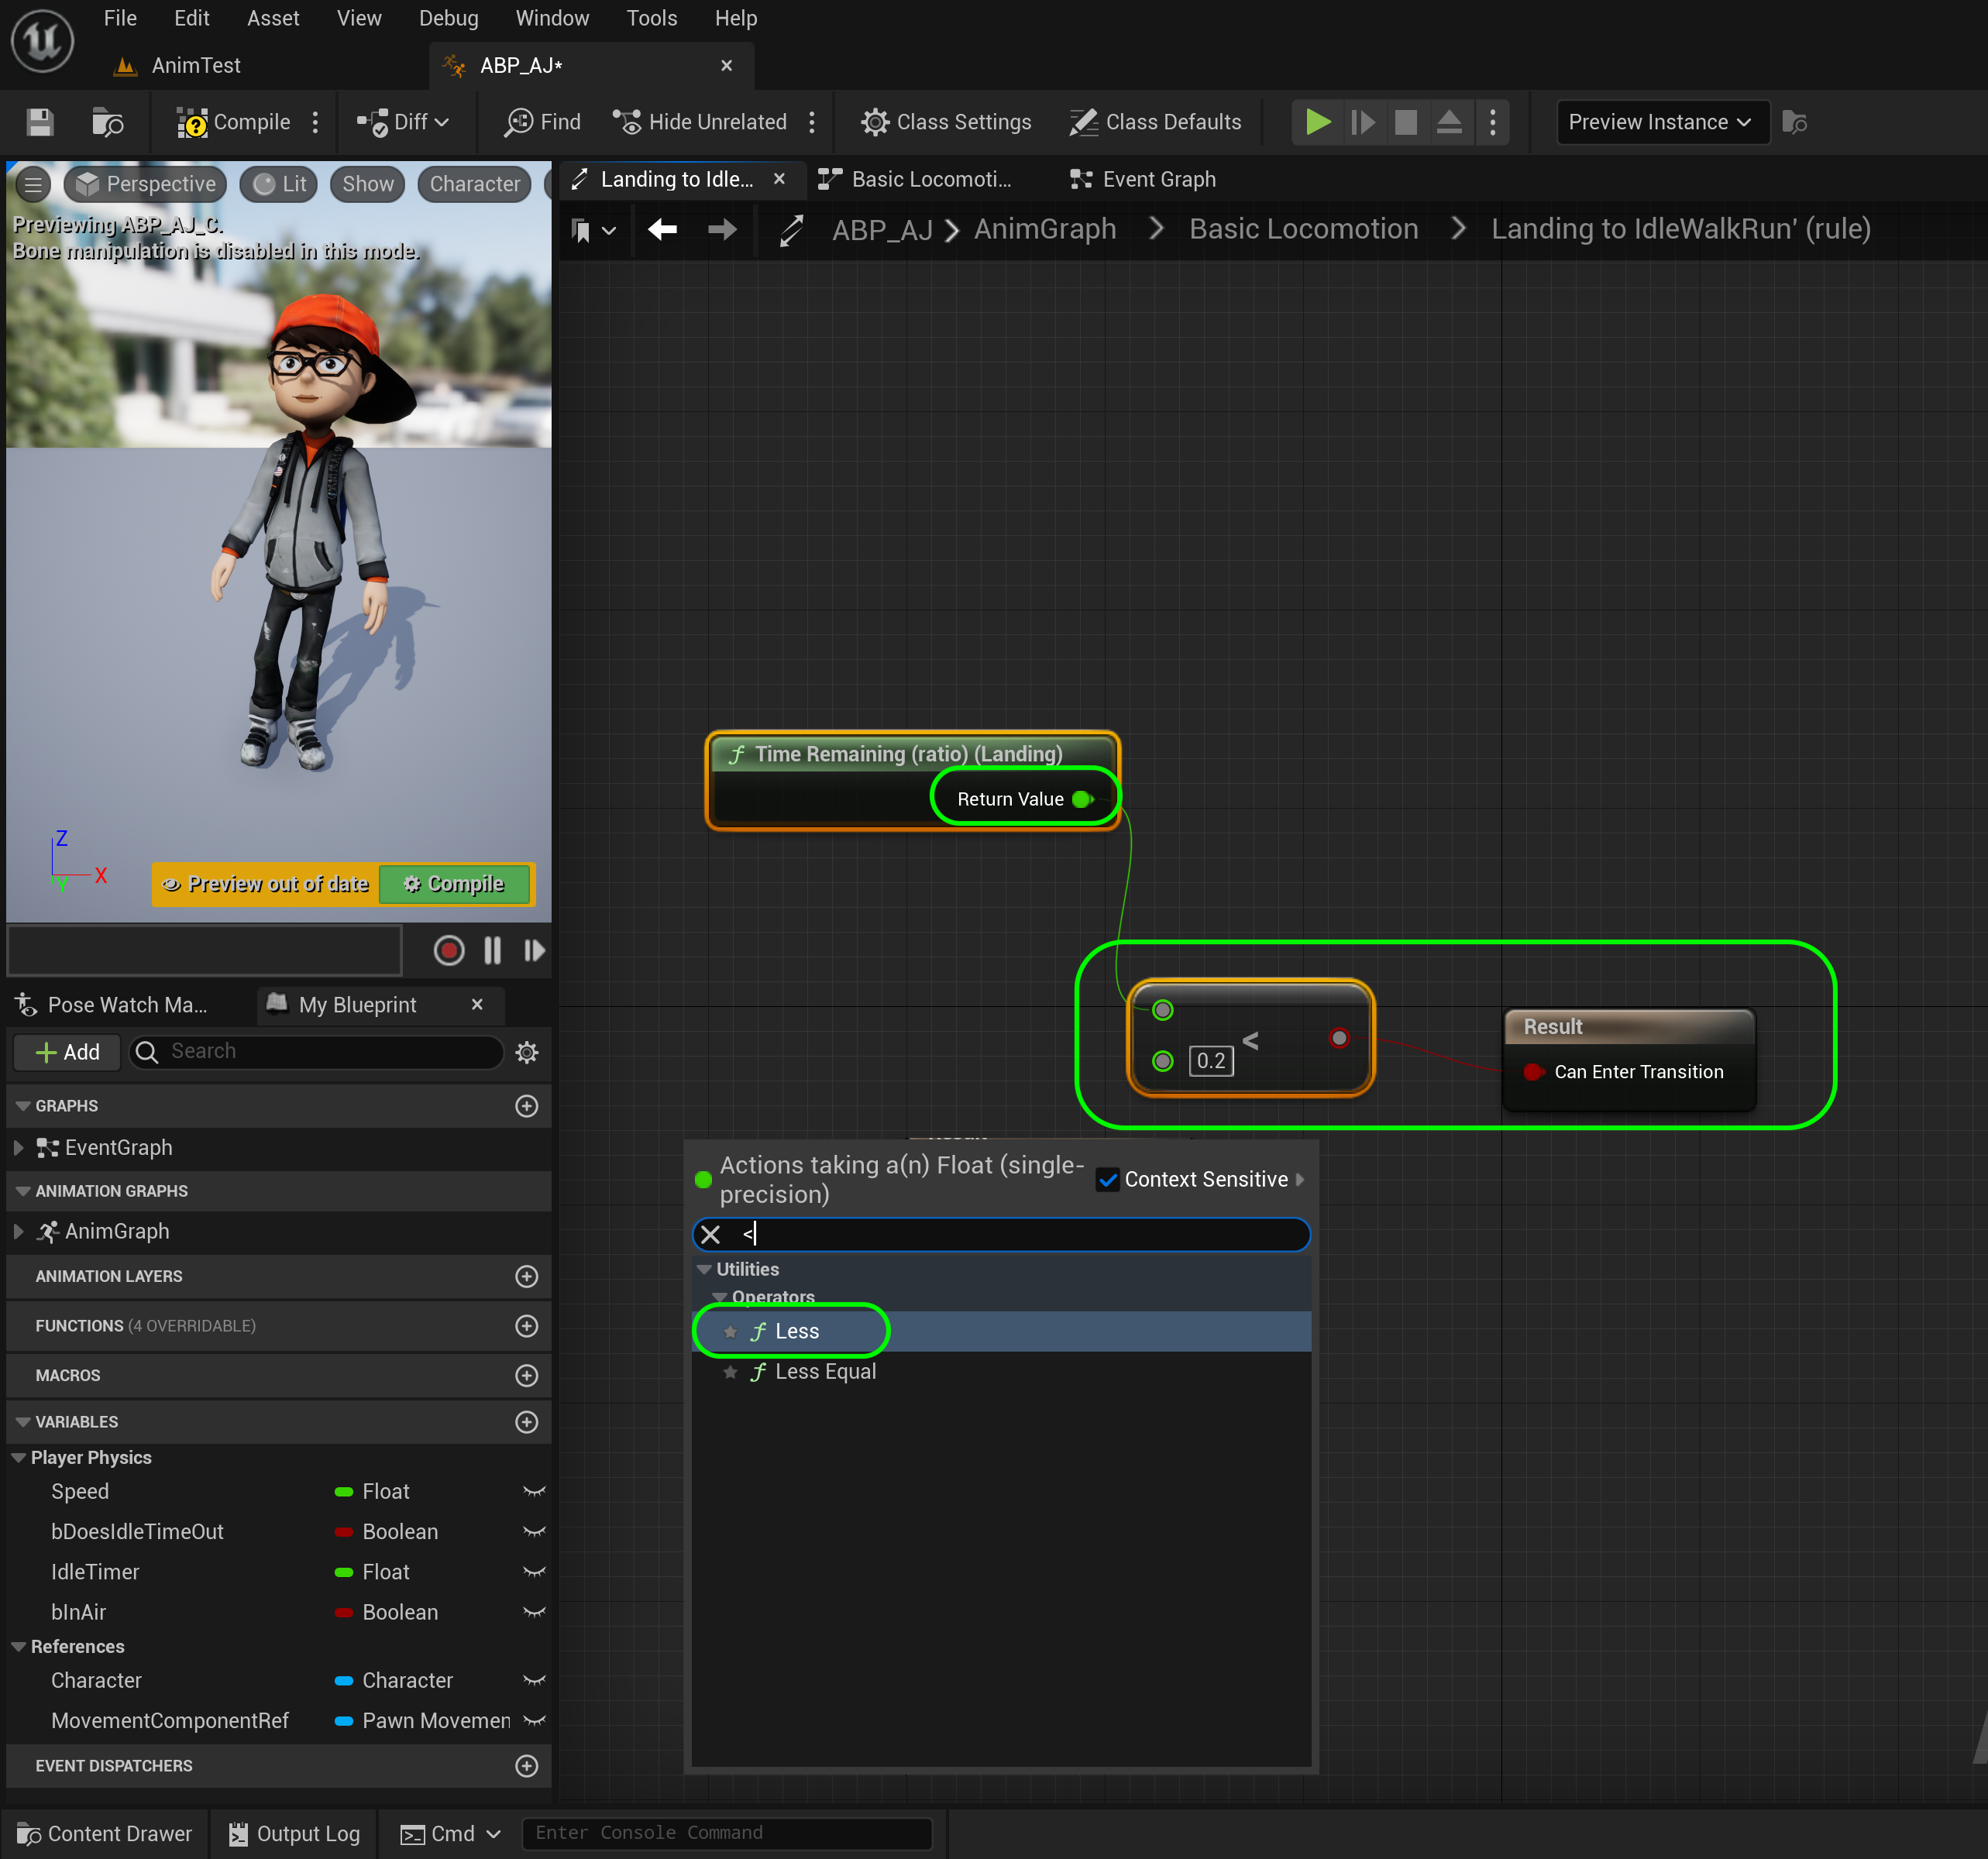 File Edit Asset View Debug Window Tools Help
AnimTest
ABP_AJ*
Compile
Diff
Find
Hide Unrelated
Class Settings
Class Defaults
Preview Instance
Perspective Lit Show Character
Previewing ABP_AJ_C.
Bone manipulation is disabled in this mode.
Z
X
Y
Preview out of date Compile
Landing to Idle...
Basic Locomoti...
Event Graph
ABP_AJ > AnimGraph > Basic Locomotion > Landing to IdleWalkRun' (rule)
f Time Remaining (ratio) (Landing)
Return Value
<
0.2
Result
Can Enter Transition
Result
Actions taking a(n) Float (single-
precision)
Context Sensitive
<
Utilities
Operators
f Less
f Less Equal
Pose Watch Ma...
My Blueprint
+ Add
Search
GRAPHS
EventGraph
ANIMATION GRAPHS
AnimGraph
ANIMATION LAYERS
FUNCTIONS (4 OVERRIDABLE)
MACROS
VARIABLES
Player Physics
Speed Float
bDoesIdleTimeOut Boolean
IdleTimer Float
bInAir Boolean
References
Character Character
MovementComponentRef Pawn Movemen
EVENT DISPATCHERS
Content Drawer
Output Log
Cmd
Enter Console Command